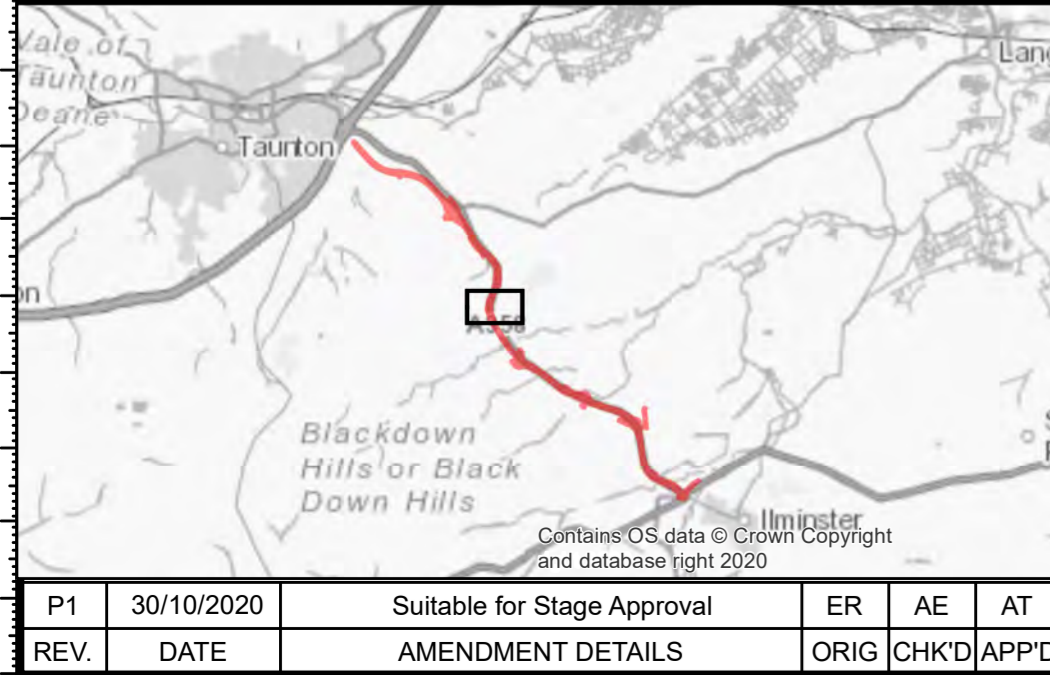 Vale of
Taunton
Deane
Lang
Taunton
on
A358
Blackdown
Hills or Black
Down Hills
Ilminster
Contains OS data © Crown Copyright
and database right 2020
P1 30/10/2020 Suitable for Stage Approval ER AE AT
REV. DATE AMENDMENT DETAILS ORIG CHK'D APP'D